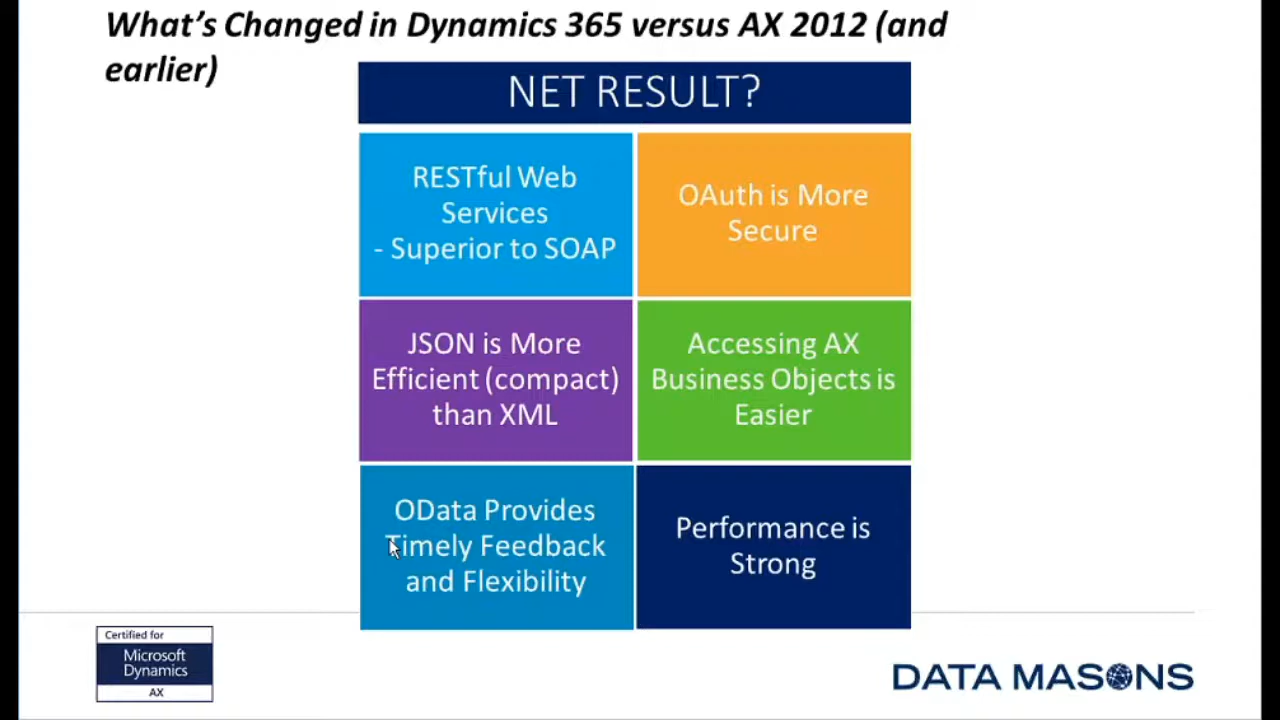 What's Changed in Dynamics 365 versus AX 2012 (and
earlier)
NET RESULT?
RESTful Web
Services
- Superior to SOAP
OAuth is More
Secure
JSON is More
Efficient (compact)
than XML
Accessing AX
Business Objects is
Easier
OData Provides
Timely Feedback
and Flexibility
Performance is
Strong
Certified for
Microsoft
Dynamics
AX
DATA MASONS